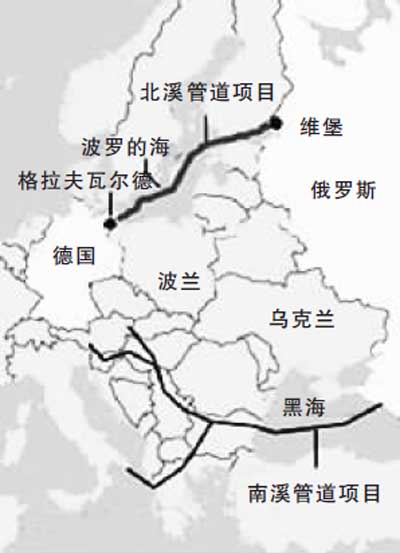 北溪管道项目
维堡
波罗的海
格拉夫瓦尔德
俄罗斯
德国
波兰
乌克兰
黑海
南溪管道项目